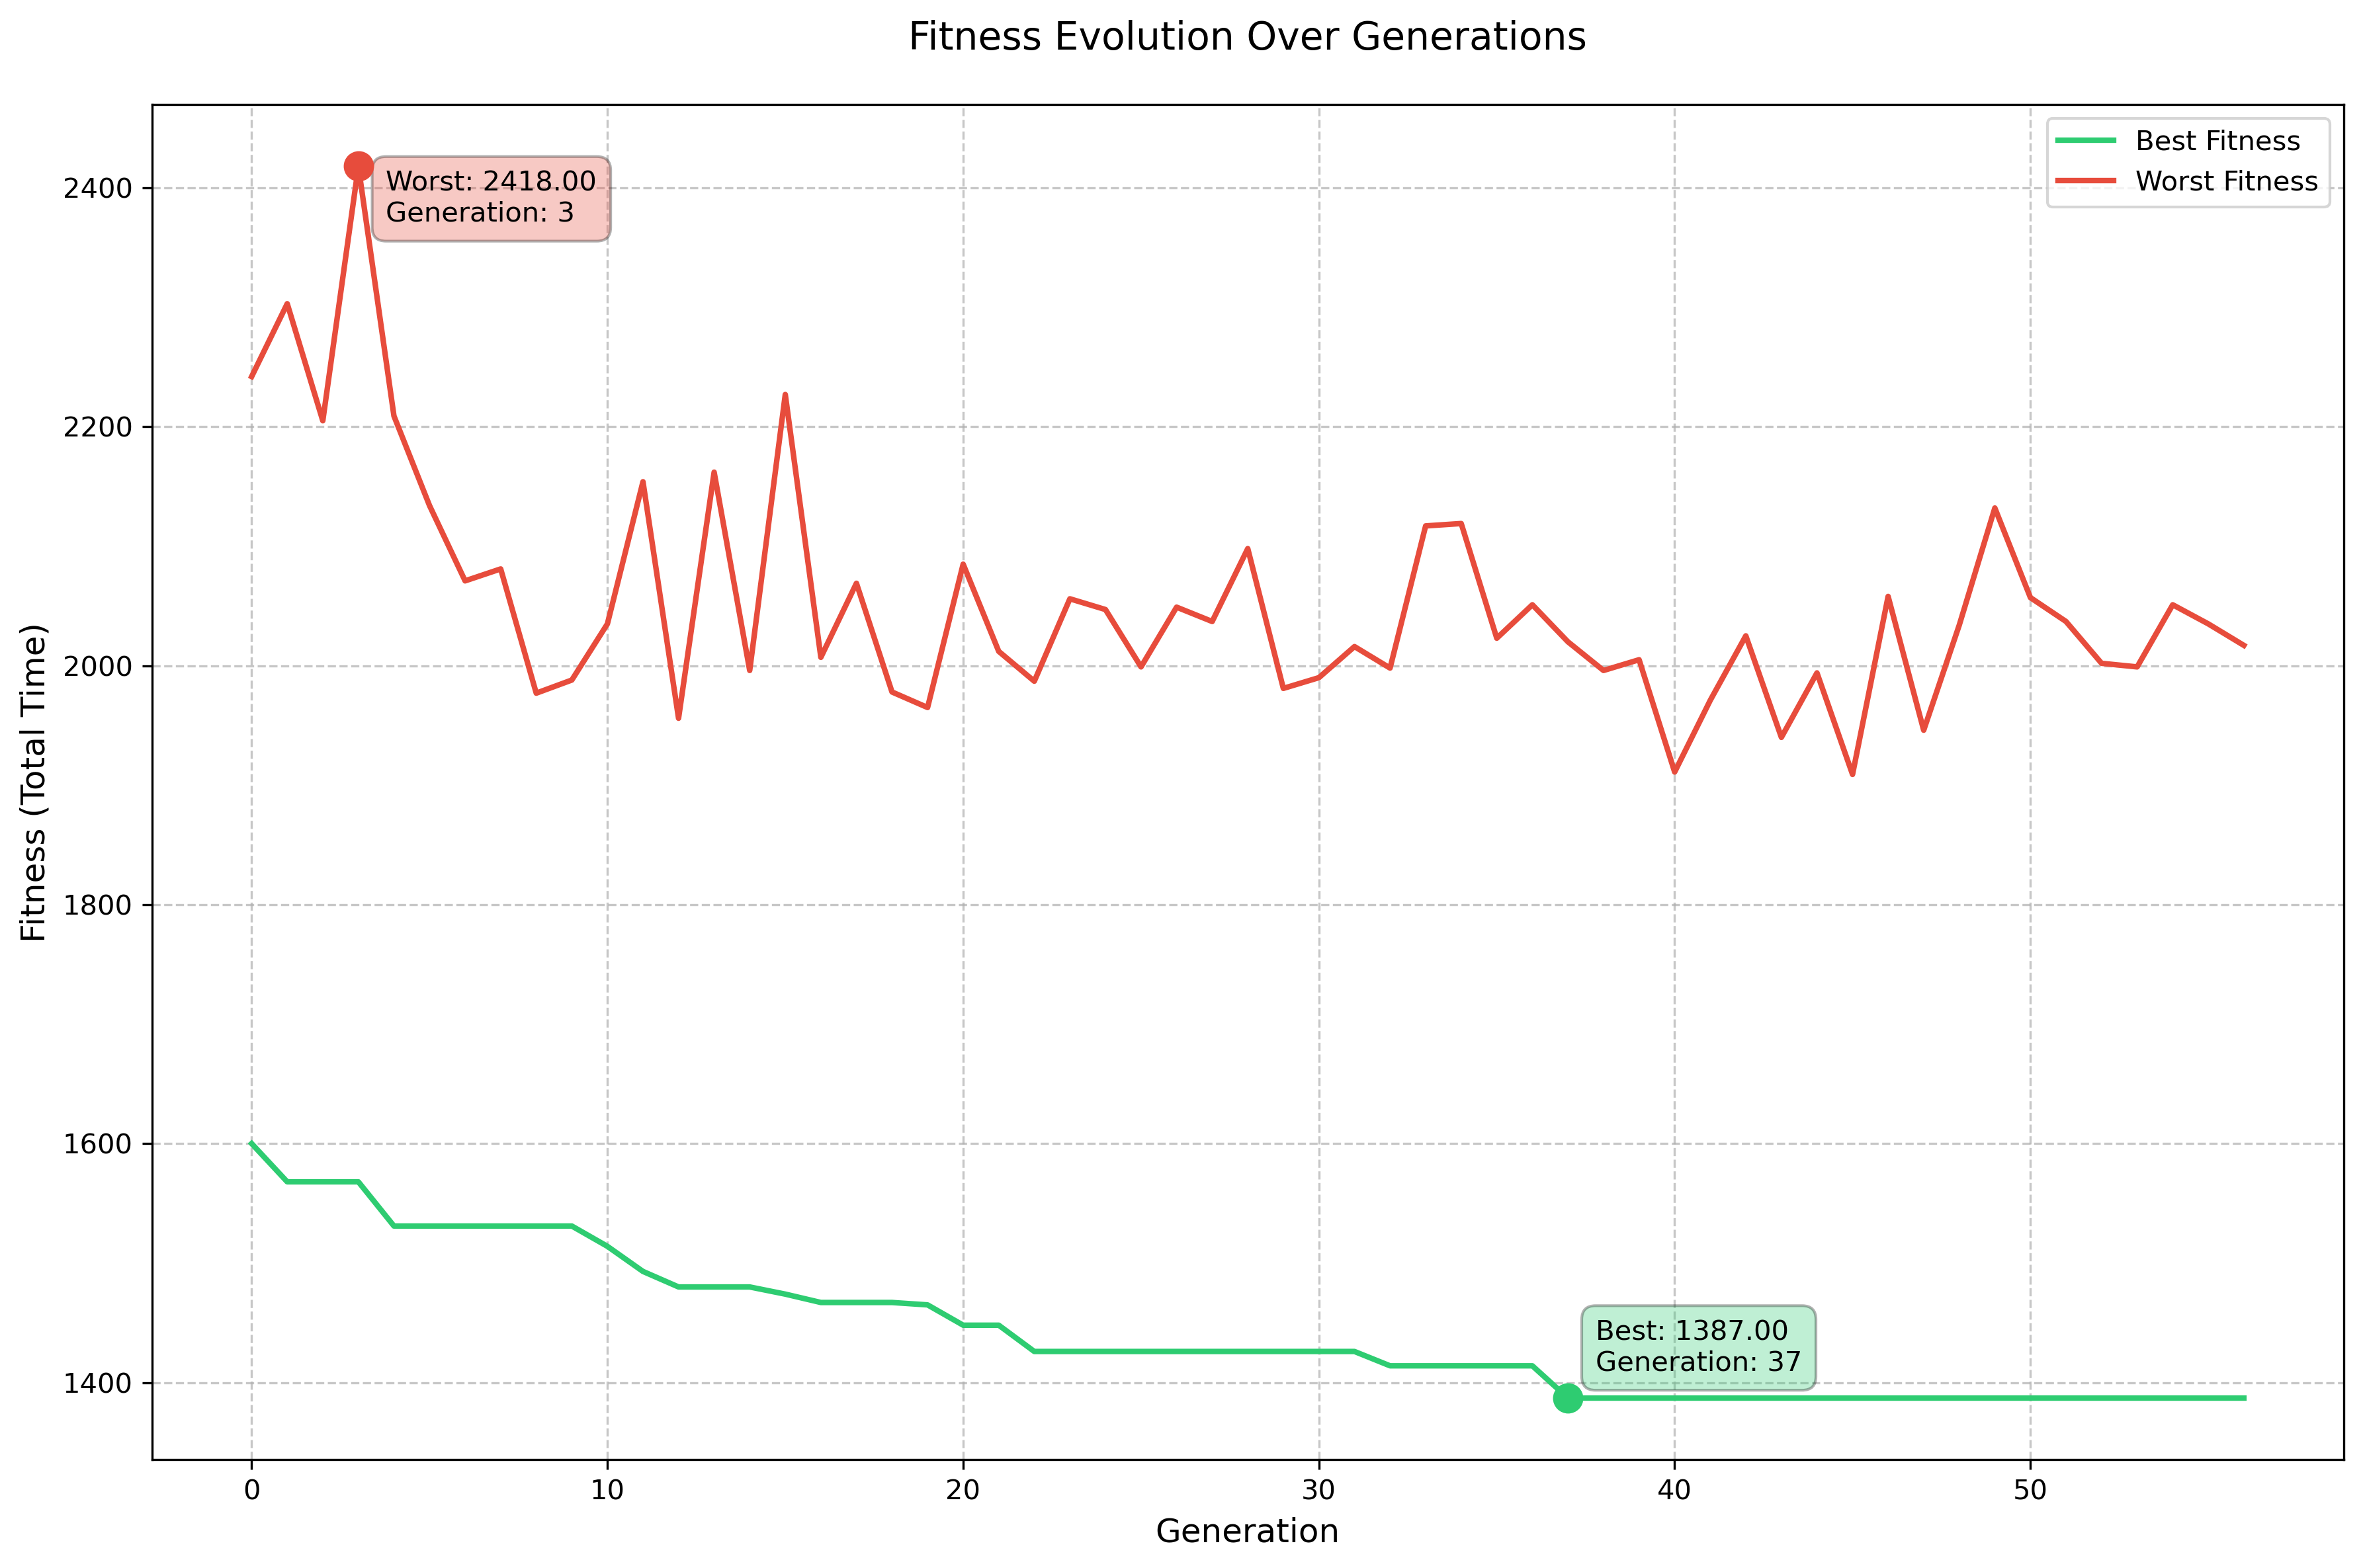 Fitness Evolution Over Generations
Best Fitness
Worst Fitness
Worst: 2418.00
Generation: 3
2400
2200
2000
1800
1600
1400
Fitness (Total Time)
Best: 1387.00
Generation: 37
0 10 20 30 40 50
Generation